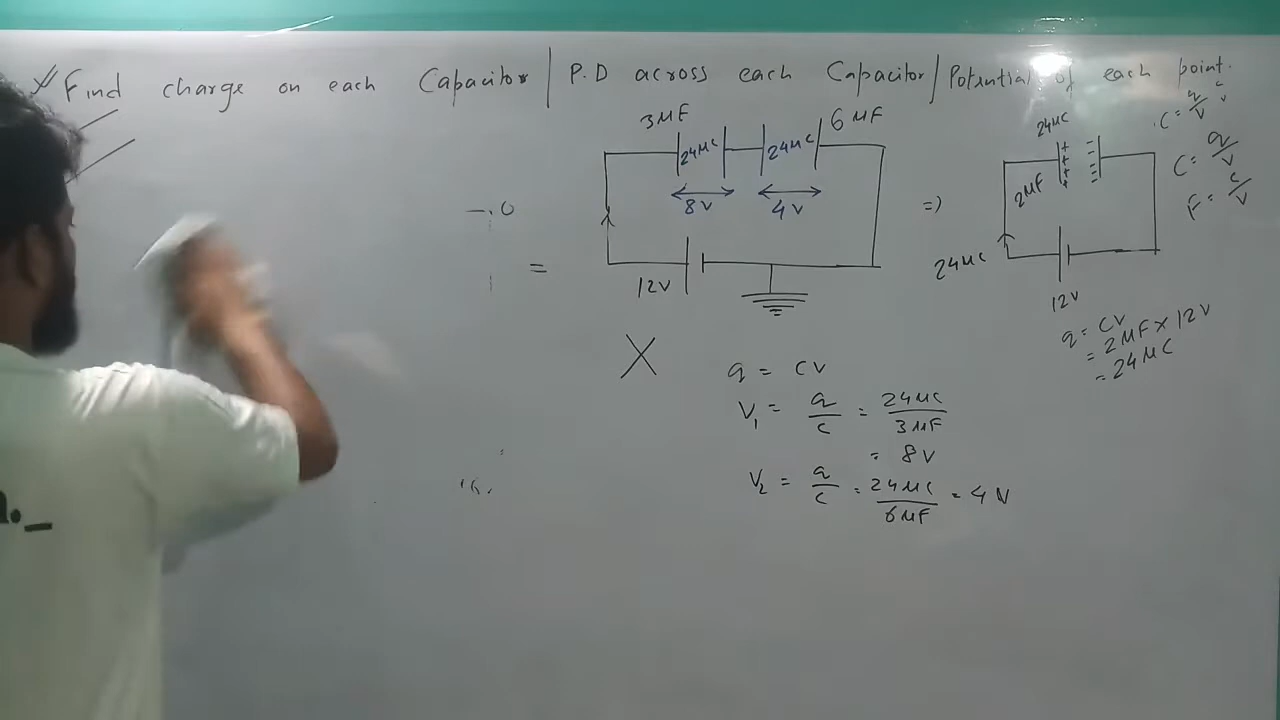 Find charge on each Capacitor / P.D across each Capacitor / Potential of each point.
3μF
6μF
24μC
24μC
8V
4V
12V
=
=)
24μC
2μF
24μC
12V
C = q/V
C = q/V
F = C/V
q = CV
= 2μF × 12V
= 24μC
X
q = CV
V₁ = q/C = 24μC/3μF
= 8V
V₂ = q/C = 24μC/6μF = 4V